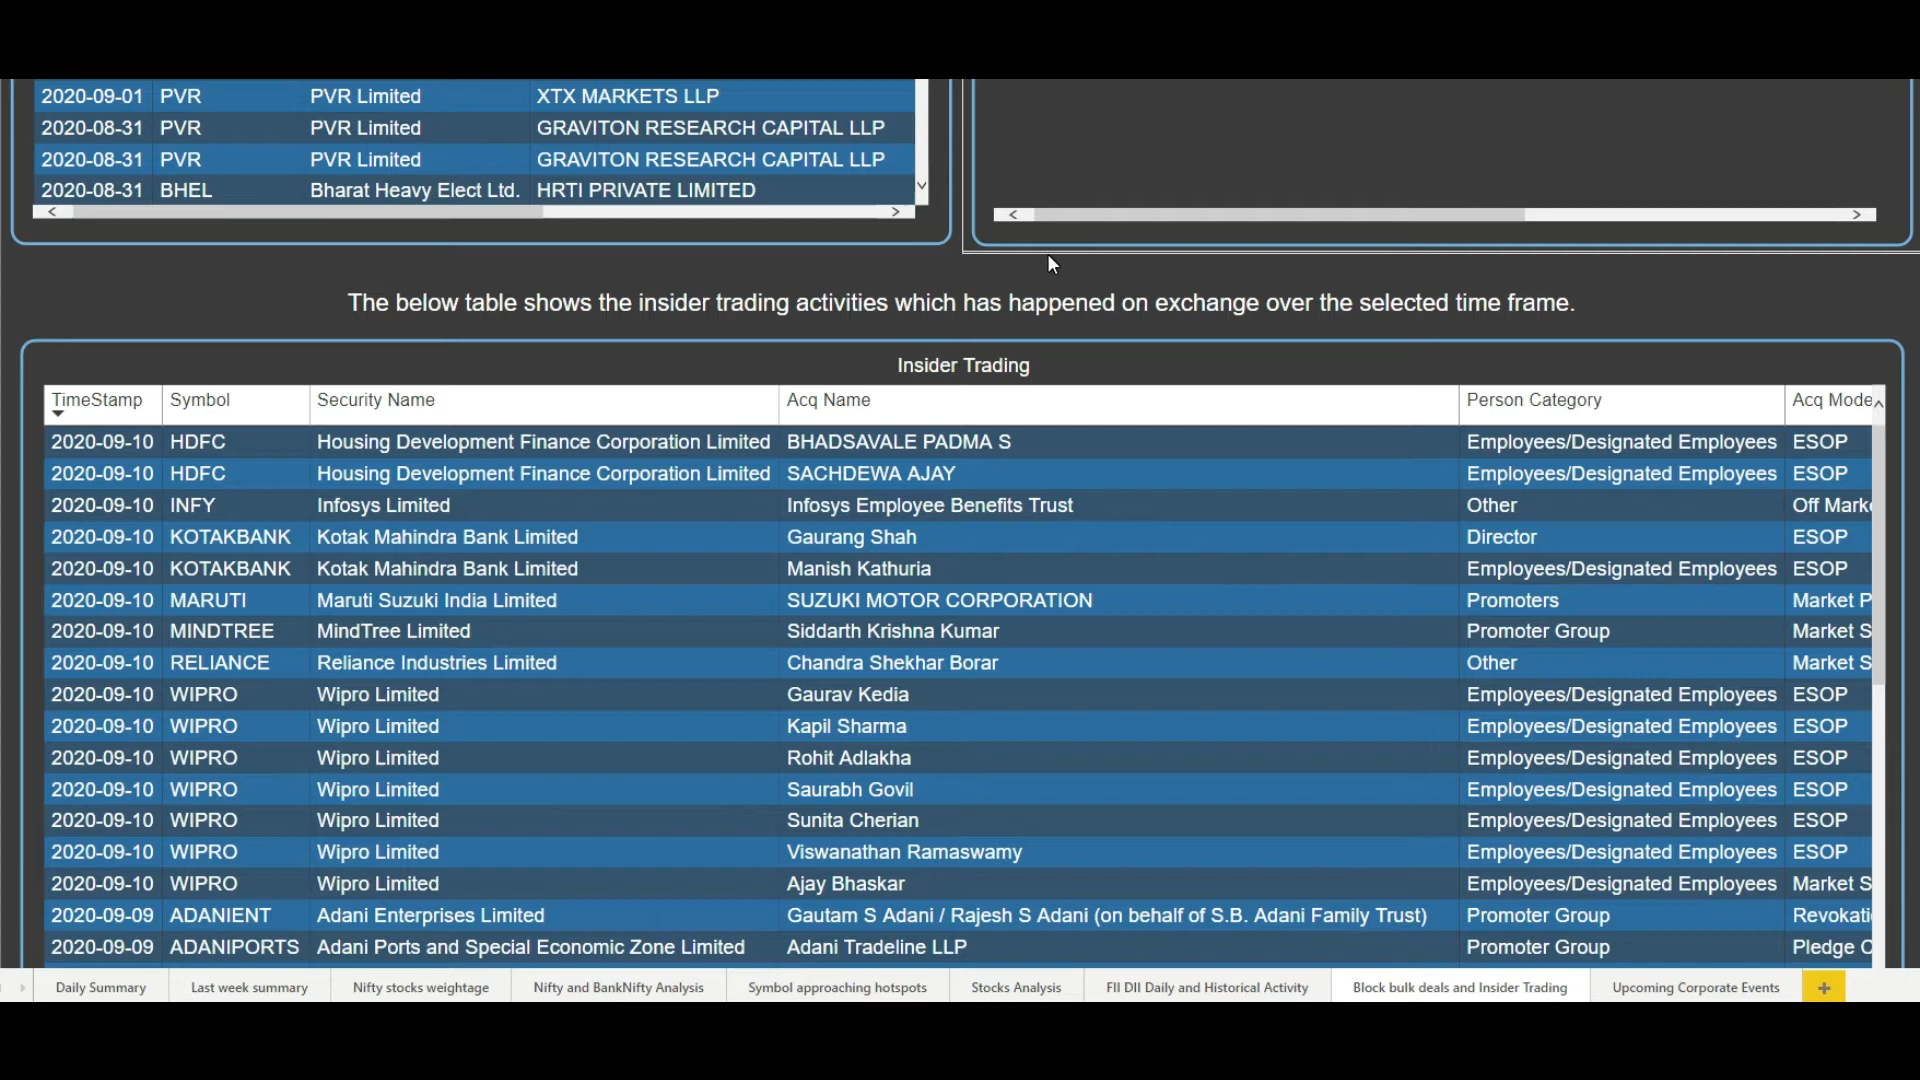 2020-09-01 PVR PVR Limited XTX MARKETS LLP
2020-08-31 PVR PVR Limited GRAVITON RESEARCH CAPITAL LLP
2020-08-31 PVR PVR Limited GRAVITON RESEARCH CAPITAL LLP
2020-08-31 BHEL Bharat Heavy Elect Ltd. HRTI PRIVATE LIMITED
The below table shows the insider trading activities which has happened on exchange over the selected time frame.
Insider Trading
TimeStamp Symbol Security Name Acq Name Person Category Acq Mode
2020-09-10 HDFC Housing Development Finance Corporation Limited BHADSAVALE PADMA S Employees/Designated Employees ESOP
2020-09-10 HDFC Housing Development Finance Corporation Limited SACHDEWA AJAY Employees/Designated Employees ESOP
2020-09-10 INFY Infosys Limited Infosys Employee Benefits Trust Other Off Mark
2020-09-10 KOTAKBANK Kotak Mahindra Bank Limited Gaurang Shah Director ESOP
2020-09-10 KOTAKBANK Kotak Mahindra Bank Limited Manish Kathuria Employees/Designated Employees ESOP
2020-09-10 MARUTI Maruti Suzuki India Limited SUZUKI MOTOR CORPORATION Promoters Market P
2020-09-10 MINDTREE MindTree Limited Siddarth Krishna Kumar Promoter Group Market S
2020-09-10 RELIANCE Reliance Industries Limited Chandra Shekhar Borar Other Market S
2020-09-10 WIPRO Wipro Limited Gaurav Kedia Employees/Designated Employees ESOP
2020-09-10 WIPRO Wipro Limited Kapil Sharma Employees/Designated Employees ESOP
2020-09-10 WIPRO Wipro Limited Rohit Adlakha Employees/Designated Employees ESOP
2020-09-10 WIPRO Wipro Limited Saurabh Govil Employees/Designated Employees ESOP
2020-09-10 WIPRO Wipro Limited Sunita Cherian Employees/Designated Employees ESOP
2020-09-10 WIPRO Wipro Limited Viswanathan Ramaswamy Employees/Designated Employees ESOP
2020-09-10 WIPRO Wipro Limited Ajay Bhaskar Employees/Designated Employees Market S
2020-09-09 ADANIENT Adani Enterprises Limited Gautam S Adani / Rajesh S Adani (on behalf of S.B. Adani Family Trust) Promoter Group Revokati
2020-09-09 ADANIPORTS Adani Ports and Special Economic Zone Limited Adani Tradeline LLP Promoter Group Pledge C
Daily Summary Last week summary Nifty stocks weightage Nifty and BankNifty Analysis Symbol approaching hotspots Stocks Analysis FII DII Daily and Historical Activity Block bulk deals and Insider Trading Upcoming Corporate Events +